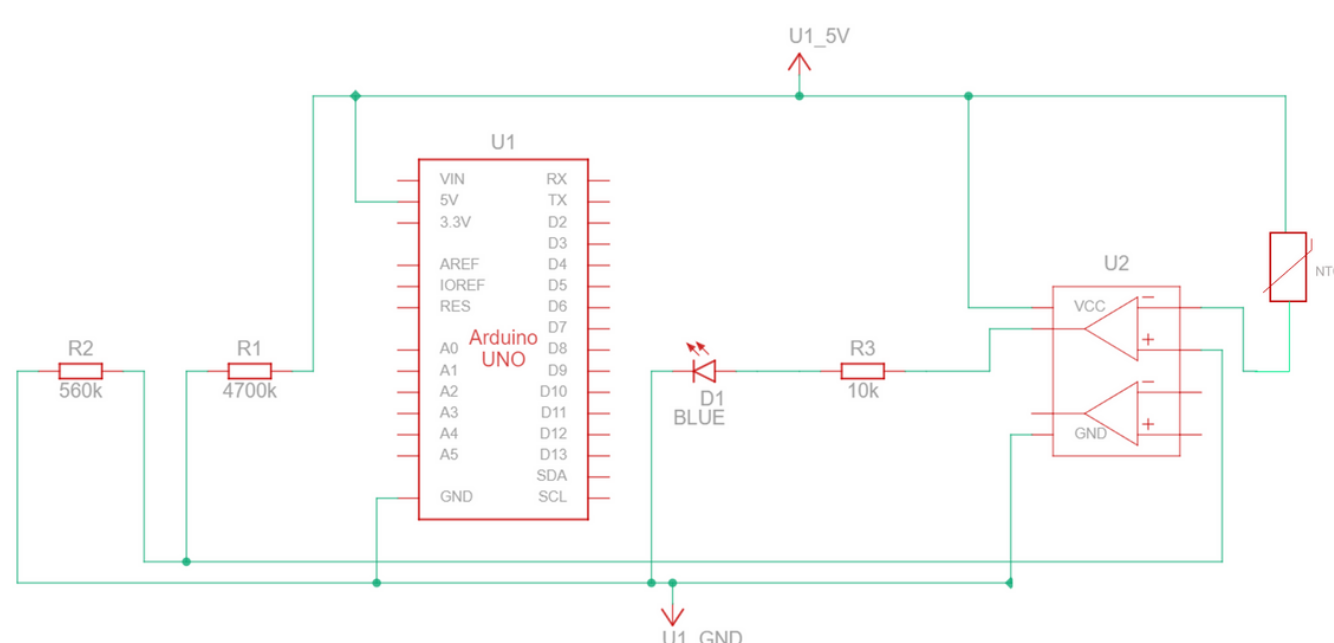 U1_5V
U1
VIN RX
5V TX
3.3V D2
D3
AREF D4
IOREF D5
RES D6
D7
A0 D8
A1 D9
A2 D10
A3 D11
A4 D12
A5 D13
SDA
GND SCL
Arduino
UNO
R2
560k
R1
4700k
D1
BLUE
R3
10k
U2
VCC
-
+
-
+
GND
U1_GND